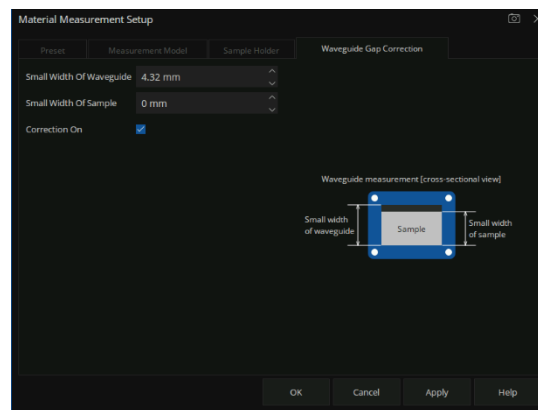 Material Measurement Setup
Preset
Measurement Model
Sample Holder
Waveguide Gap Correction
Small Width Of Waveguide 4.32 mm
Small Width Of Sample 0 mm
Correction On
Waveguide measurement [cross-sectional view]
Small width
of waveguide
Sample
Small width
of sample
OK Cancel Apply Help